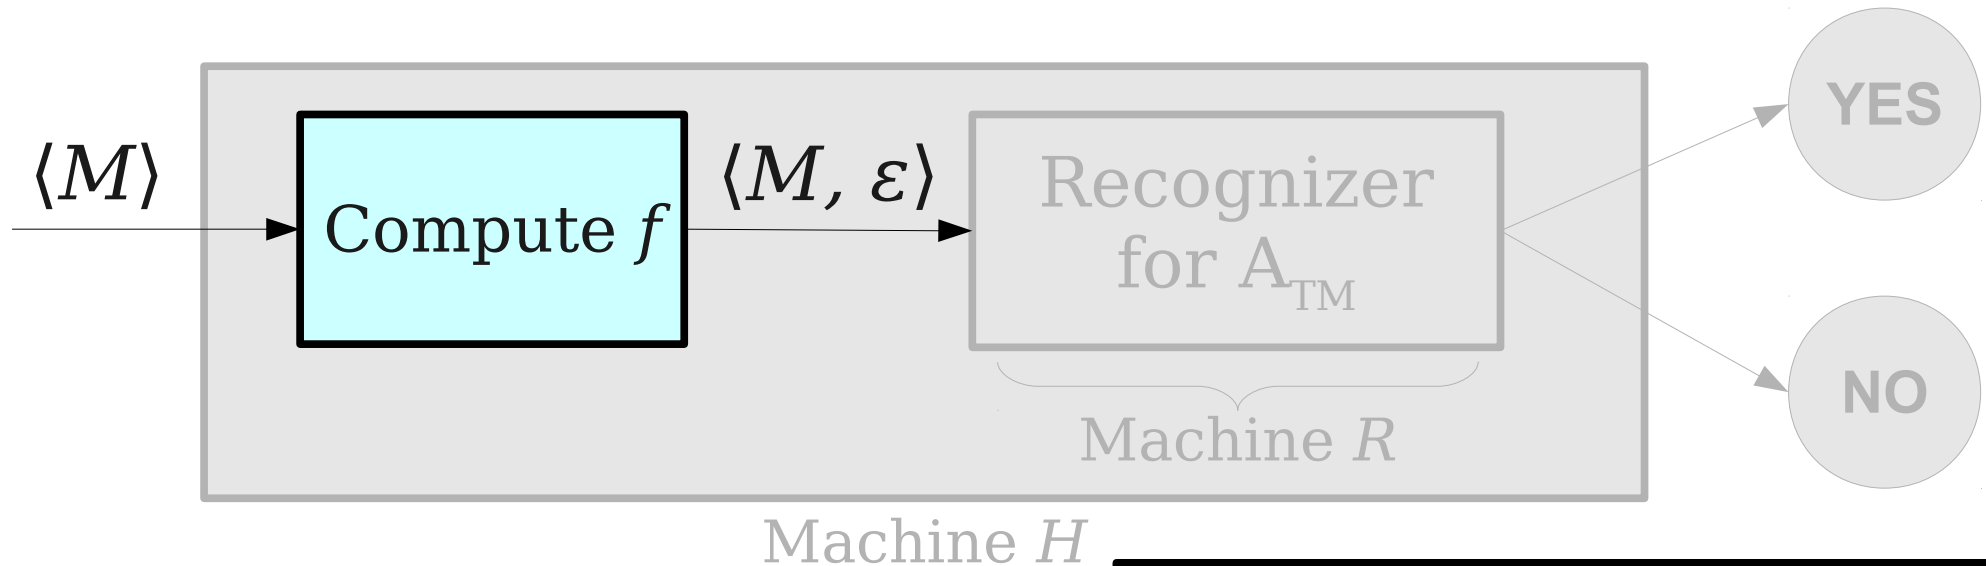 ⟨M⟩
Compute f
⟨M, ε⟩
Recognizer
for A_TM
Machine R
Machine H
YES
NO